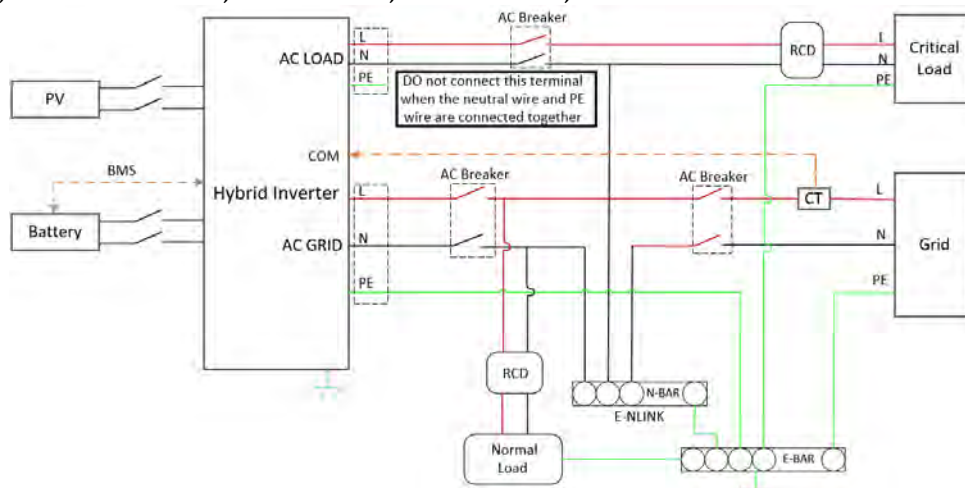 AC Breaker
L
N
PE
AC LOAD
DO not connect this terminal
when the neutral wire and PE
wire are connected together
RCD
L
N
PE
Critical
Load
PV
COM
BMS
Hybrid Inverter
Battery
AC Breaker
AC Breaker
L
N
PE
AC GRID
CT
L
N
PE
Grid
RCD
N-BAR
E-NLINK
Normal
Load
E-BAR